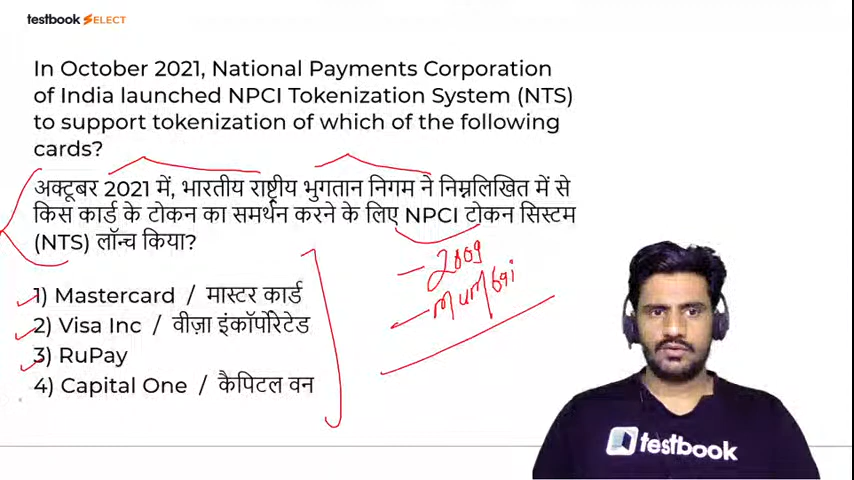 testbook SELECT
In October 2021, National Payments Corporation
of India launched NPCI Tokenization System (NTS)
to support tokenization of which of the following
cards?
अक्टूबर 2021 में, भारतीय राष्ट्रीय भुगतान निगम ने निम्नलिखित में से
किस कार्ड के टोकन का समर्थन करने के लिए NPCI टोकन सिस्टम
(NTS) लॉन्च किया?
2009
mumbai
1) Mastercard / मास्टर कार्ड
2) Visa Inc / वीज़ा इंकॉर्पोरेटेड
3) RuPay
4) Capital One / कैपिटल वन
testbook